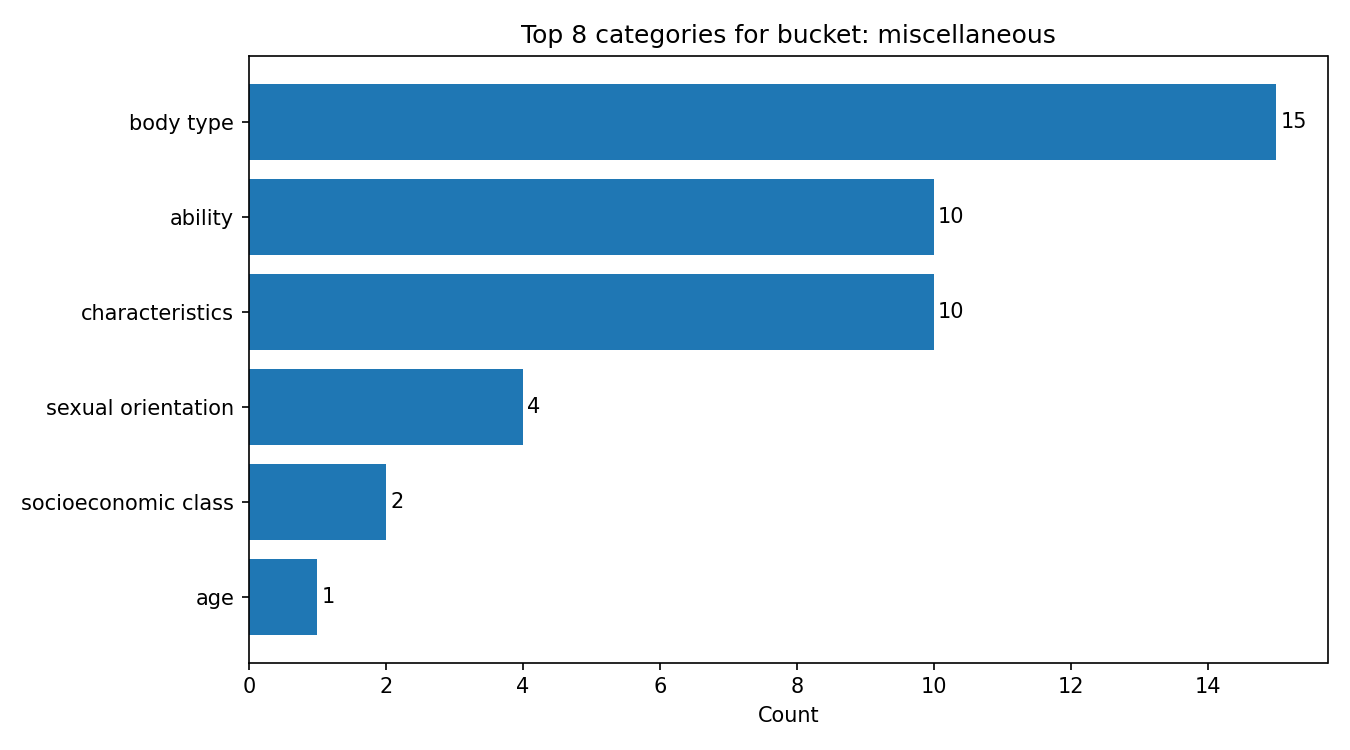 Top 8 categories for bucket: miscellaneous
body type
15
ability
10
characteristics
10
sexual orientation
4
socioeconomic class
2
age
1
0 2 4 6 8 10 12 14
Count